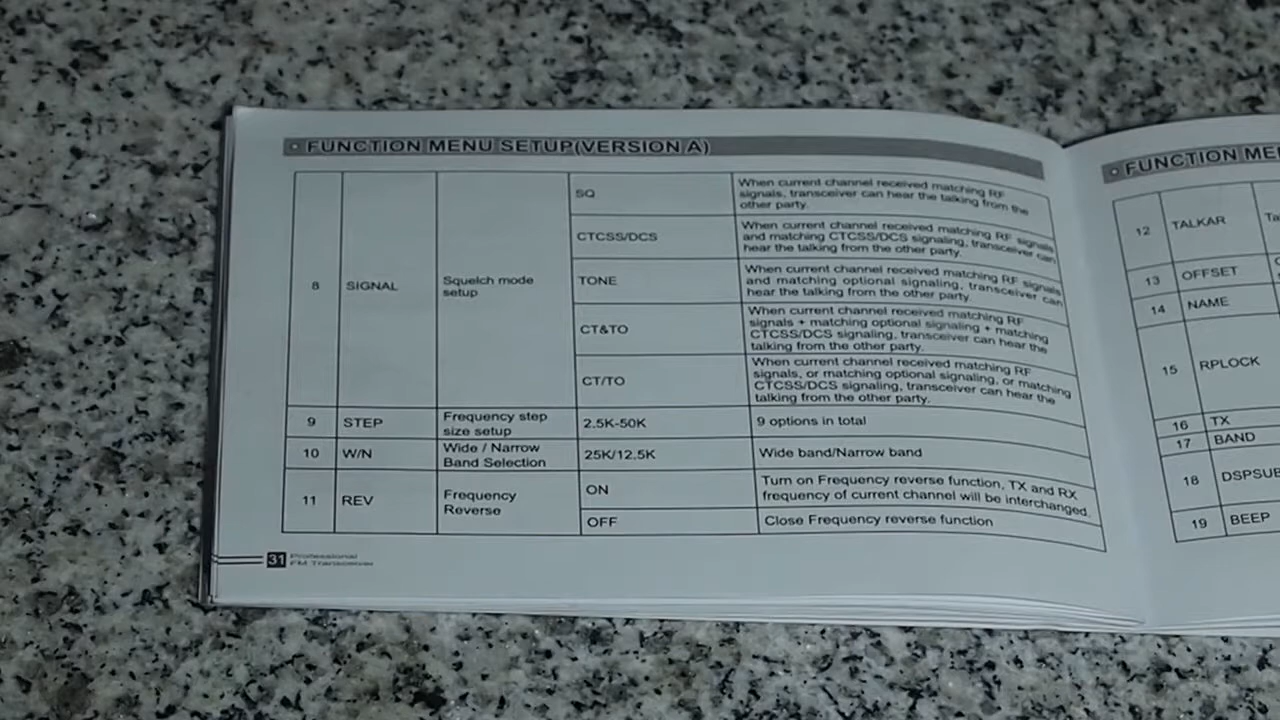 FUNCTION MENU SETUP(VERSION A)
8
SIGNAL
Squelch mode
setup
SQ
When current channel received matching RF
signals, transceiver can hear the talking from the
other party.
CTCSS/DCS
When current channel received matching RF signals
and matching CTCSS/DCS signaling, transceiver can
hear the talking from the other party.
TONE
When current channel received matching RF signals
and matching optional signaling, transceiver can
hear the talking from the other party.
CT&TO
When current channel received matching RF
signals + matching optional signaling + matching
CTCSS/DCS signaling, transceiver can hear the
talking from the other party.
CT/TO
When current channel received matching RF
signals, or matching optional signaling, or matching
CTCSS/DCS signaling, transceiver can hear the
talking from the other party.
9
STEP
Frequency step
size setup
2.5K-50K
9 options in total
10
W/N
Wide / Narrow
Band Selection
25K/12.5K
Wide band/Narrow band
11
REV
Frequency
Reverse
ON
Turn on Frequency reverse function, TX and RX
frequency of current channel will be interchanged.
OFF
Close Frequency reverse function
31
Professional
FM Transceiver
FUNCTION ME
12
TALKAR
13
OFFSET
14
NAME
15
RPLOCK
16
TX
17
BAND
18
DSPSUB
19
BEEP